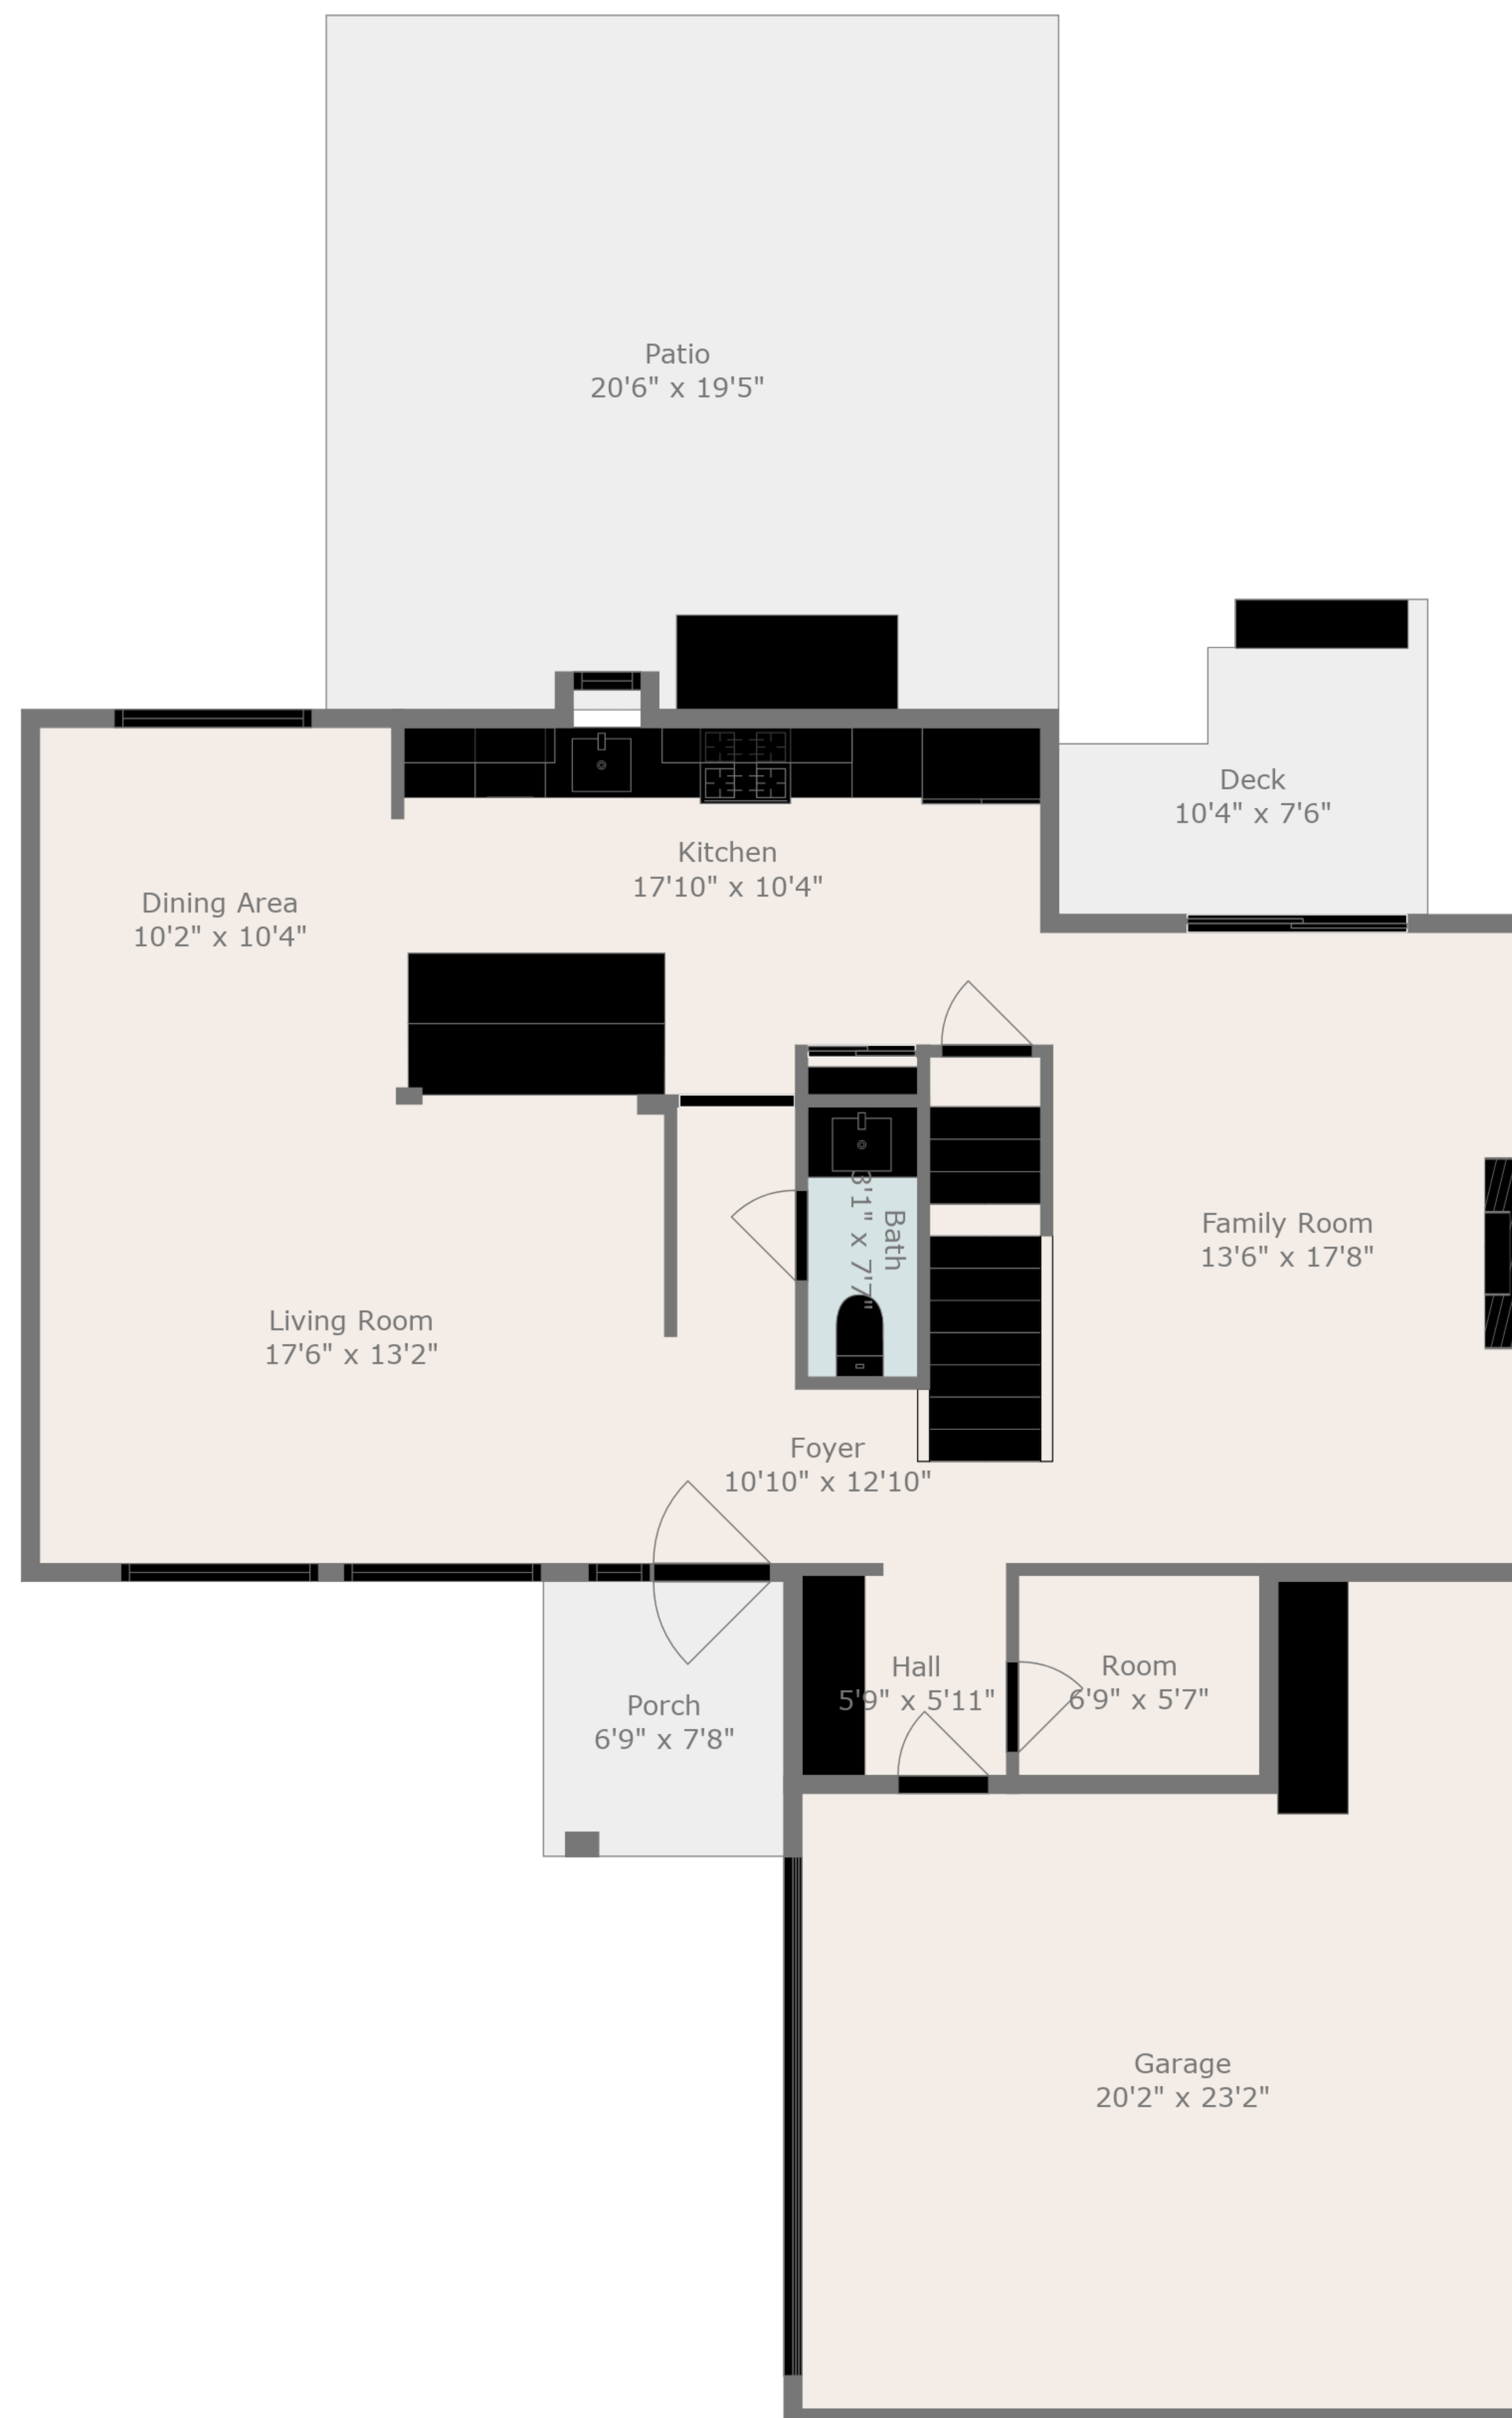 Patio
20'6" x 19'5"
Deck
10'4" x 7'6"
Kitchen
17'10" x 10'4"
Dining Area
10'2" x 10'4"
Bath
3'1" x 7'7"
Family Room
13'6" x 17'8"
Living Room
17'6" x 13'2"
Foyer
10'10" x 12'10"
Hall
5'9" x 5'11"
Room
6'9" x 5'7"
Porch
6'9" x 7'8"
Garage
20'2" x 23'2"